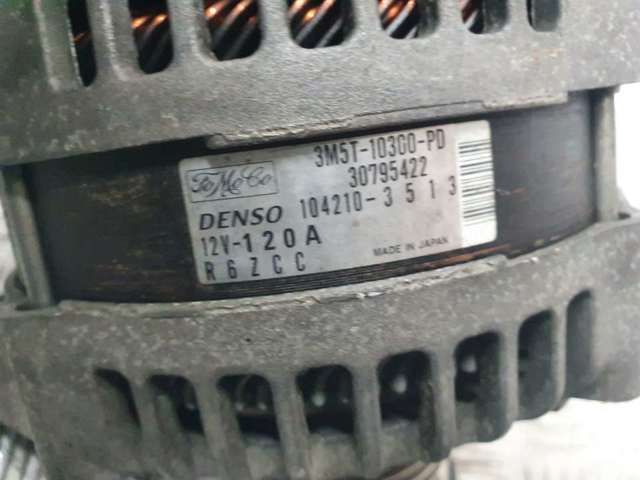 FoMoCo
3M5T-10300-PD
30795422
DENSO 104210-3513
12V-120A
MADE IN JAPAN
R6ZCC